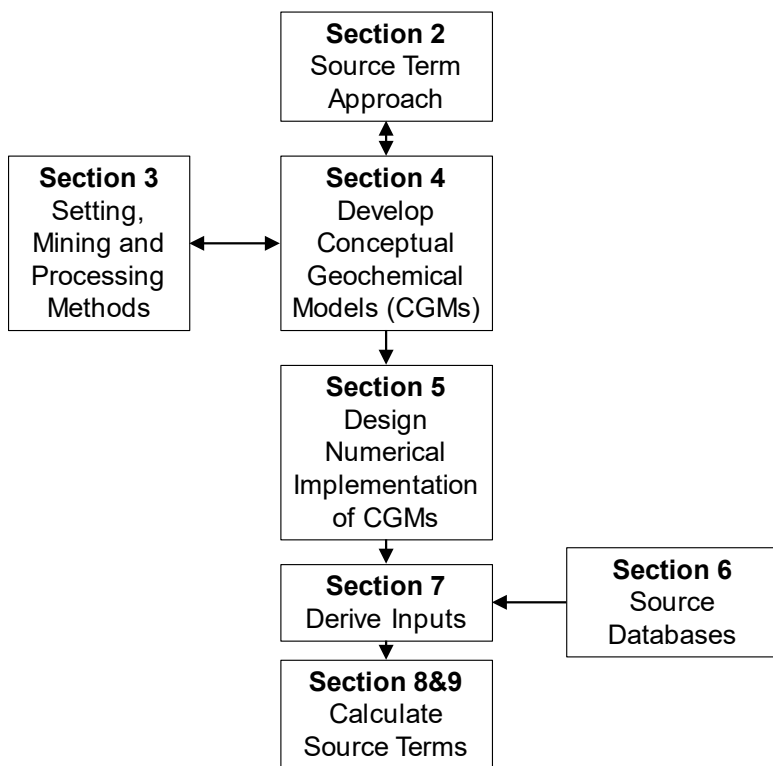 Section 2
Source Term
Approach
Section 3
Setting,
Mining and
Processing
Methods
Section 4
Develop
Conceptual
Geochemical
Models (CGMs)
Section 5
Design
Numerical
Implementation
of CGMs
Section 7
Derive Inputs
Section 6
Source
Databases
Section 8&9
Calculate
Source Terms